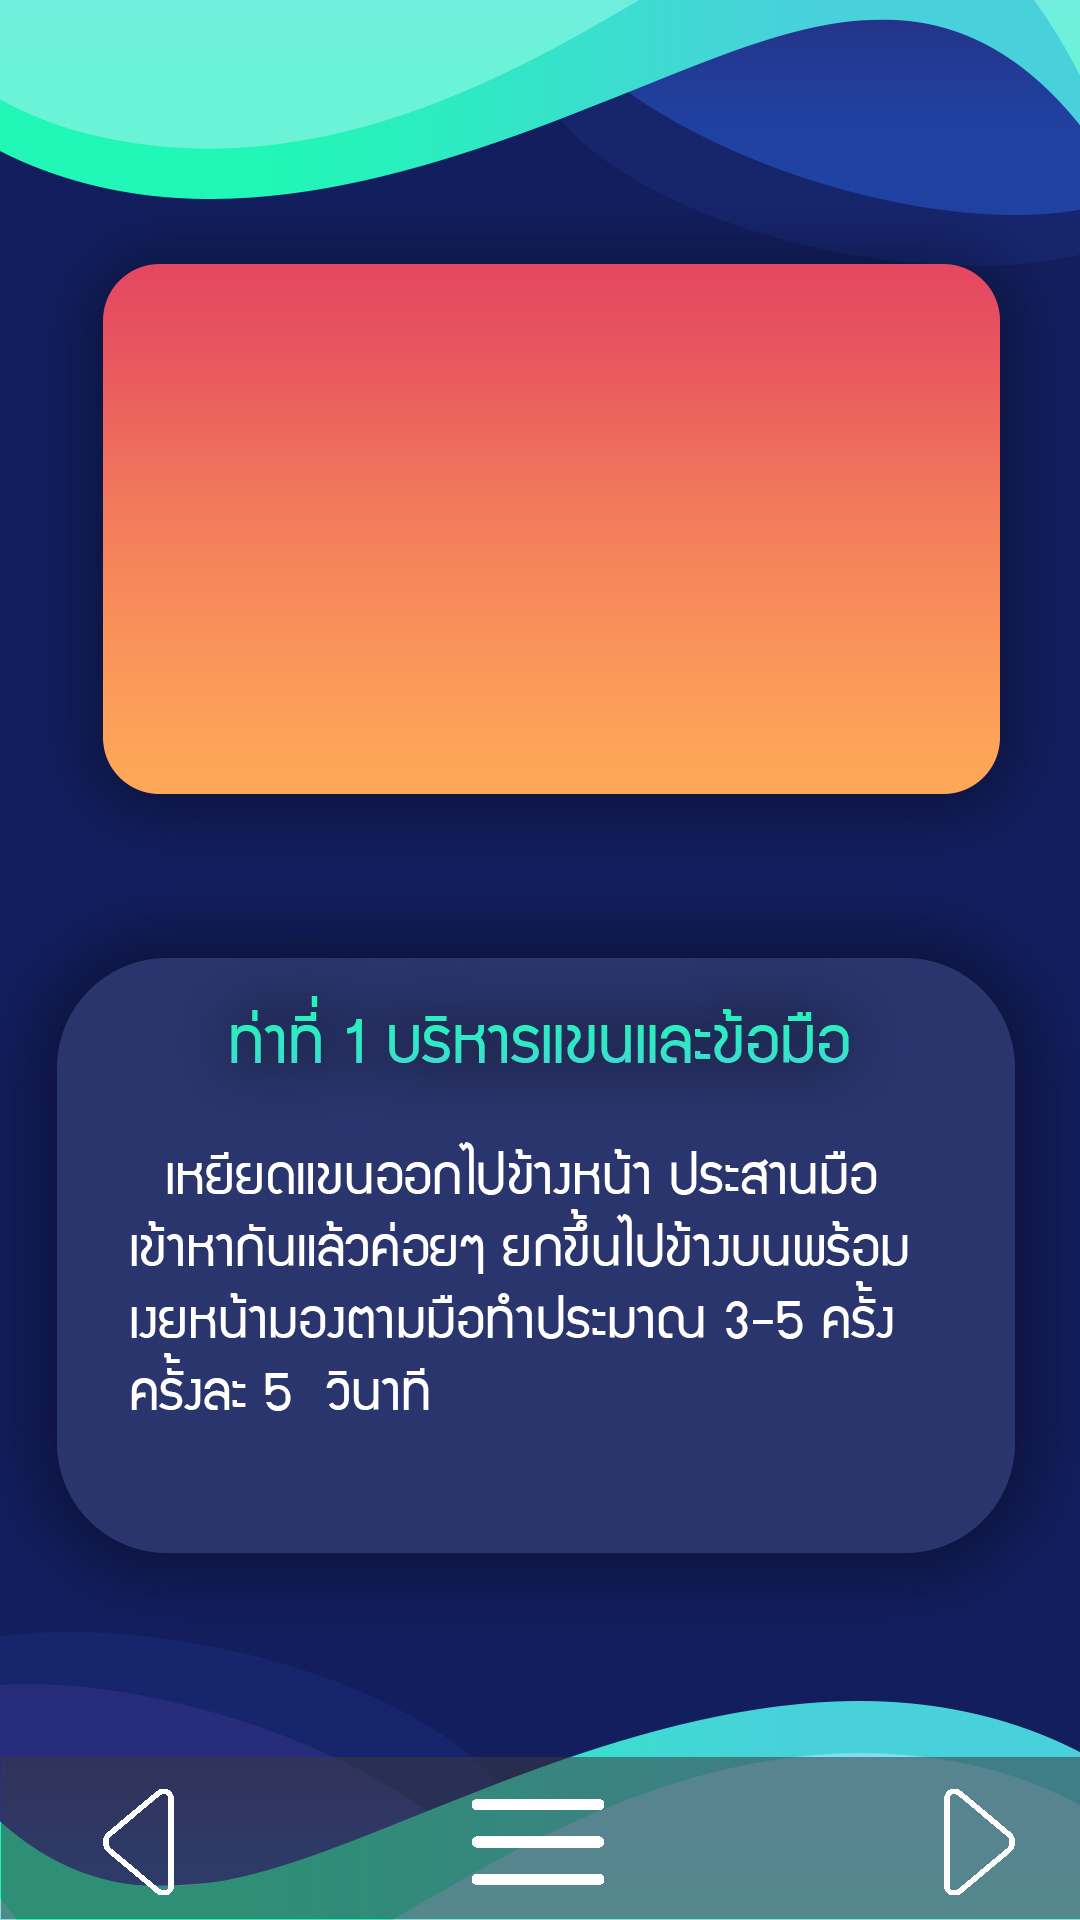 ท่าที่ 1 บริหารแขนและข้อมือ
เหยียดแขนออกไปข้างหน้า ประสานมือ
เข้าหากันแล้วค่อยๆ ยกขึ้นไปข้างบนพร้อม
เงยหน้ามองตามมือทำประมาณ 3-5 ครั้ง
ครั้งละ 5 วินาที